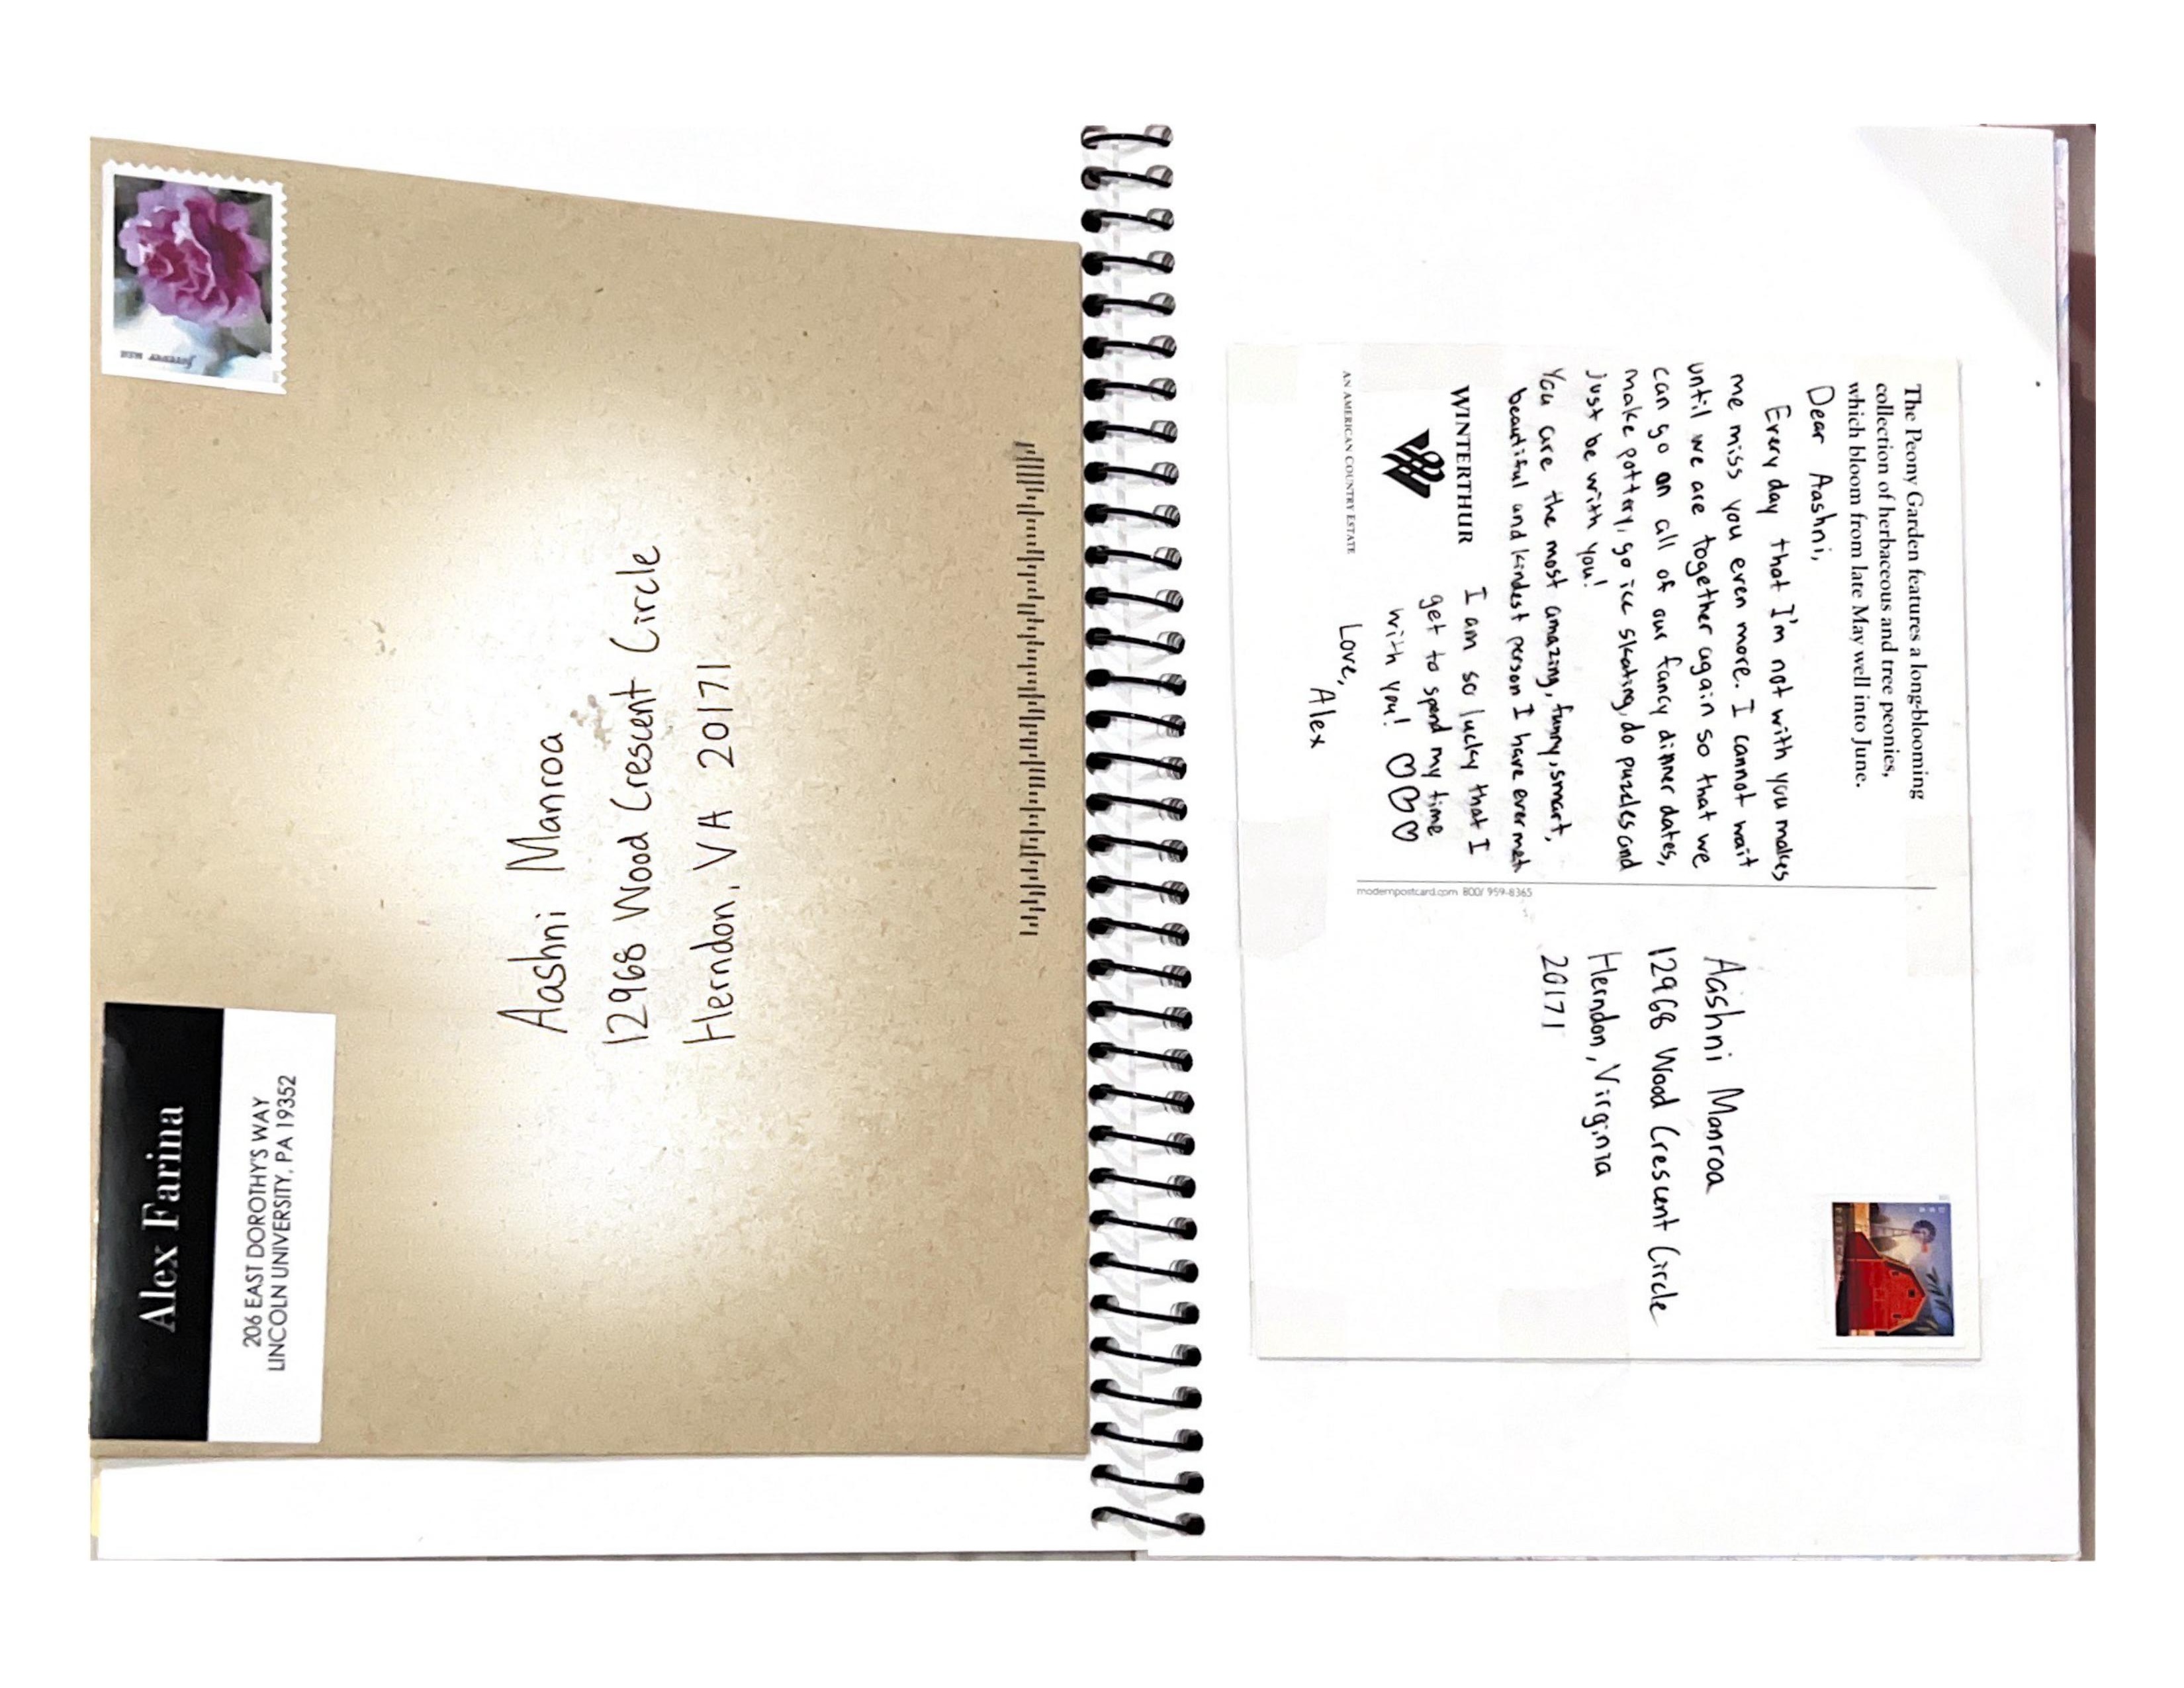 Alex Farina
206 EAST DOROTHY'S WAY
LINCOLN UNIVERSITY, PA 19352
forever USA
Aashni Manroa
12968 Wood Crescent Circle
Herndon, VA 20171
The Peony Garden features a long-blooming
collection of herbaceous and tree peonies,
which bloom from late May well into June.
Dear Aashni,
Every day that I'm not with you makes
me miss you even more. I cannot wait
until we are together again so that we
can go on all of our fancy dinner dates,
make pottery, go ice skating, do puzzles and
just be with you!
You are the most amazing, funny, smart,
beautiful and kindest person I have ever met
I am so lucky that I
get to spend my time
with you! ♡♡♡
Love,
Alex
WINTERTHUR
AN AMERICAN COUNTRY ESTATE
moderpostcard.com 800/ 959-8365
Aashni Manroa
12968 Wood Crescent Circle
Herndon, Virginia
20171